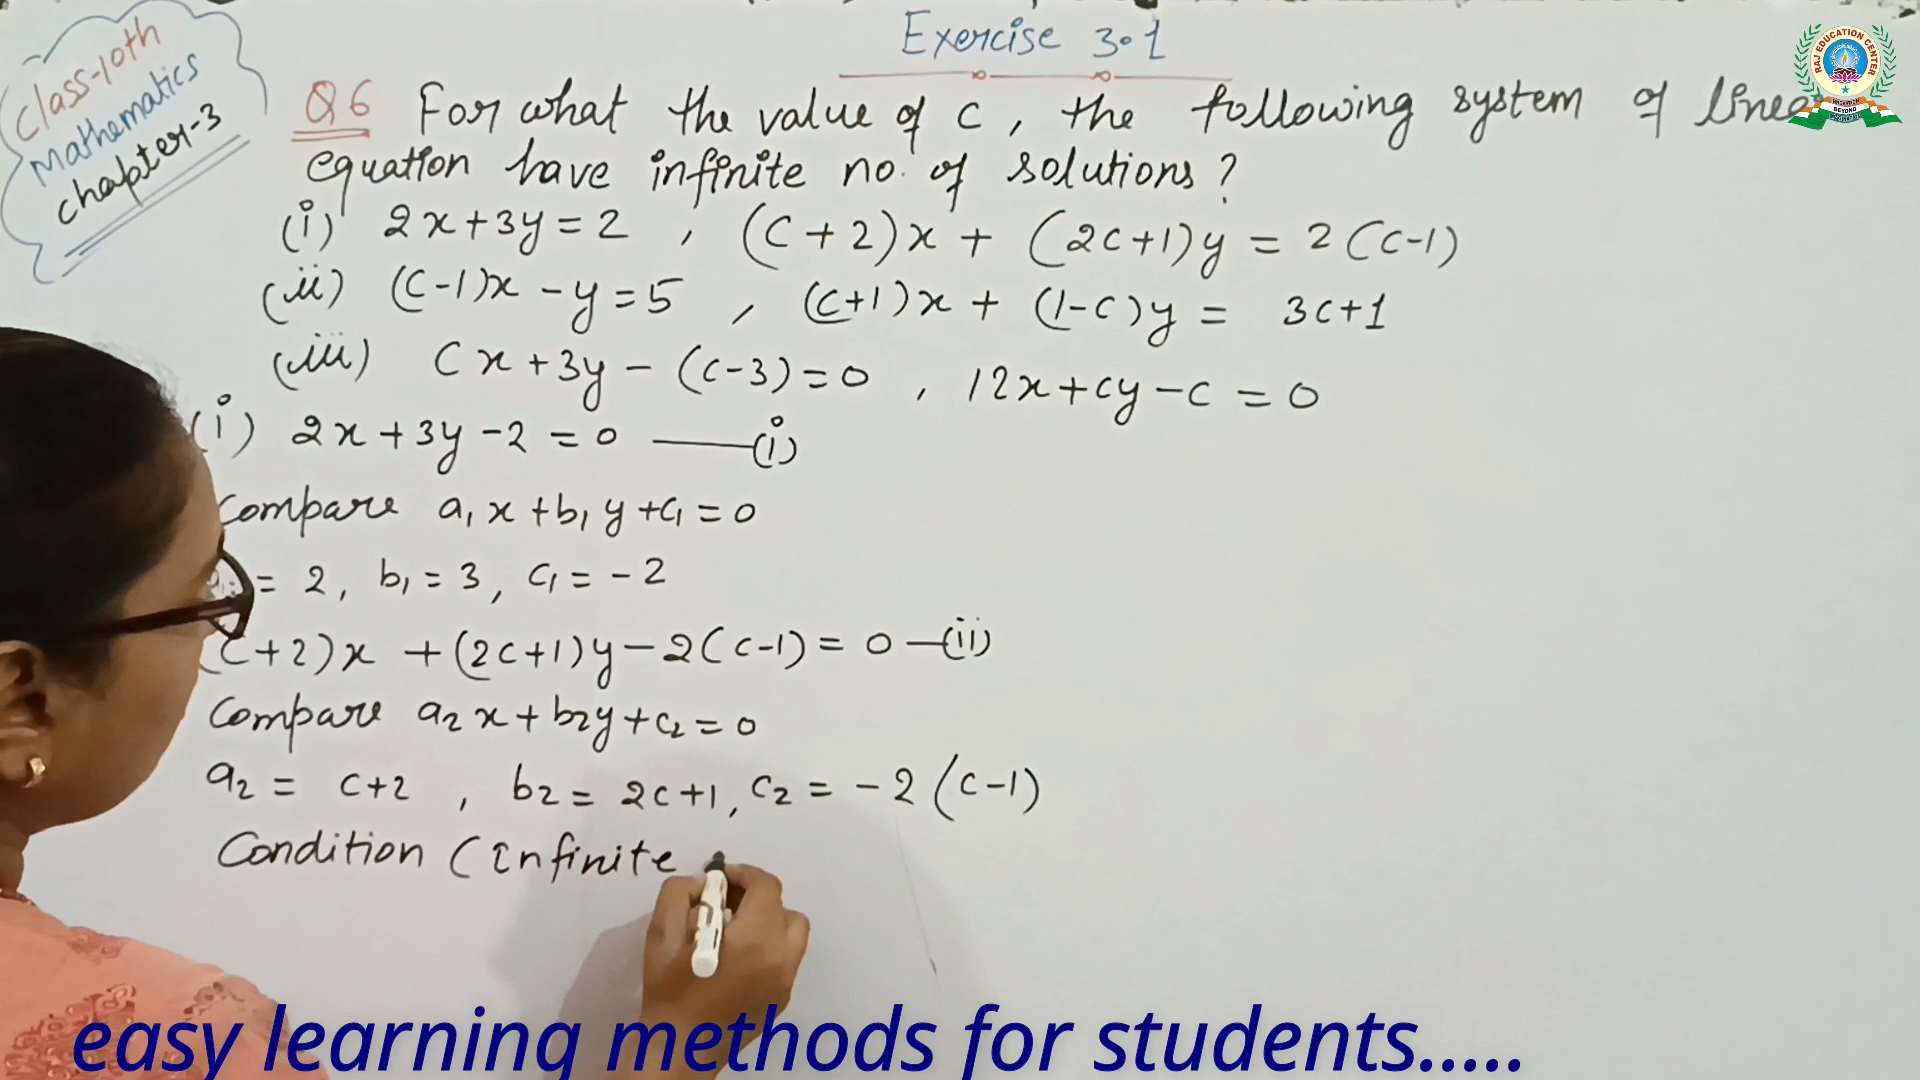 Class-10th
Mathematics
Chapter-3
Exercise 3.1
RAJ EDUCATION CENTER
Q6 For what the value of c, the following system of linear
equation have infinite no. of solutions?
(i) 2x+3y=2 , (c+2)x + (2c+1)y = 2(c-1)
(ii) (c-1)x - y = 5 , (c+1)x + (1-c)y = 3c+1
(iii) cx+3y-(c-3)=0 , 12x+cy-c=0
(i) 2x+3y-2=0 —(i)
Compare a₁x+b₁y+c₁=0
= 2, b₁=3, c₁=-2
(c+2)x +(2c+1)y-2(c-1)=0 —(ii)
Compare a₂x+b₂y+c₂=0
a₂ = c+2 , b₂ = 2c+1, c₂ = -2(c-1)
Condition (Infinite
easy learning methods for students.....